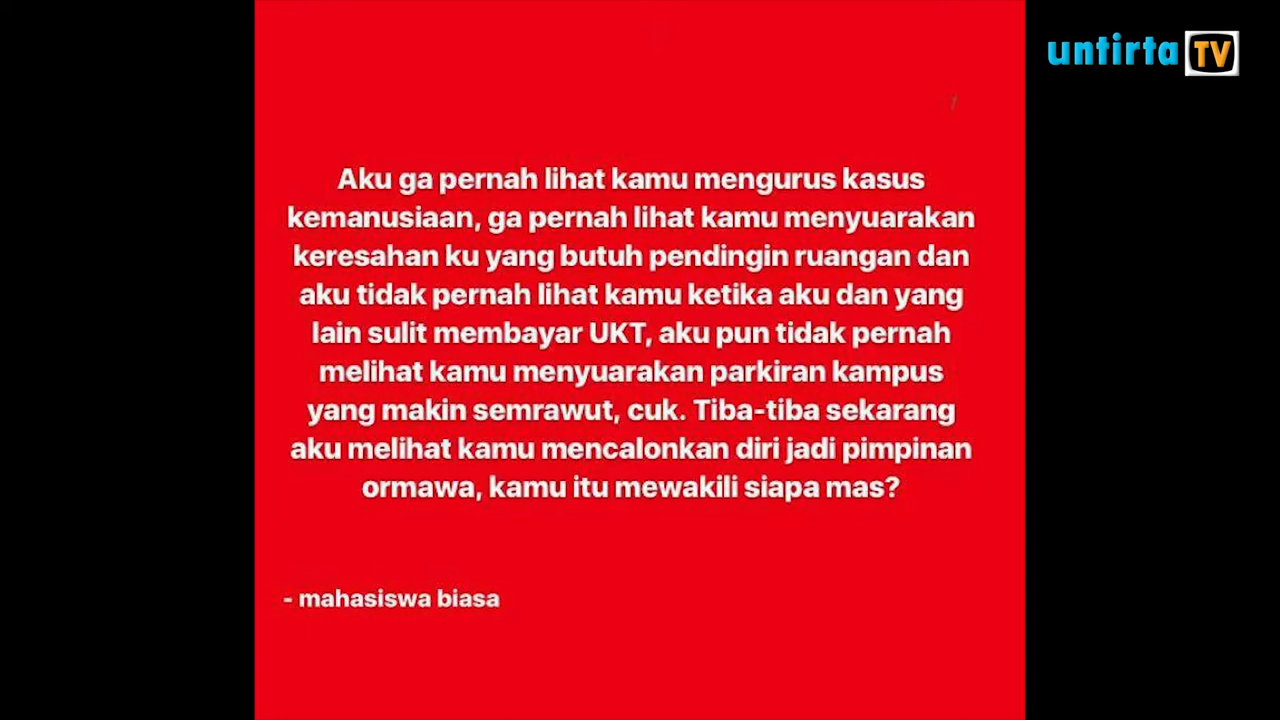 untirta TV
Aku ga pernah lihat kamu mengurus kasus
kemanusiaan, ga pernah lihat kamu menyuarakan
keresahan ku yang butuh pendingin ruangan dan
aku tidak pernah lihat kamu ketika aku dan yang
lain sulit membayar UKT, aku pun tidak pernah
melihat kamu menyuarakan parkiran kampus
yang makin semrawut, cuk. Tiba-tiba sekarang
aku melihat kamu mencalonkan diri jadi pimpinan
ormawa, kamu itu mewakili siapa mas?
- mahasiswa biasa